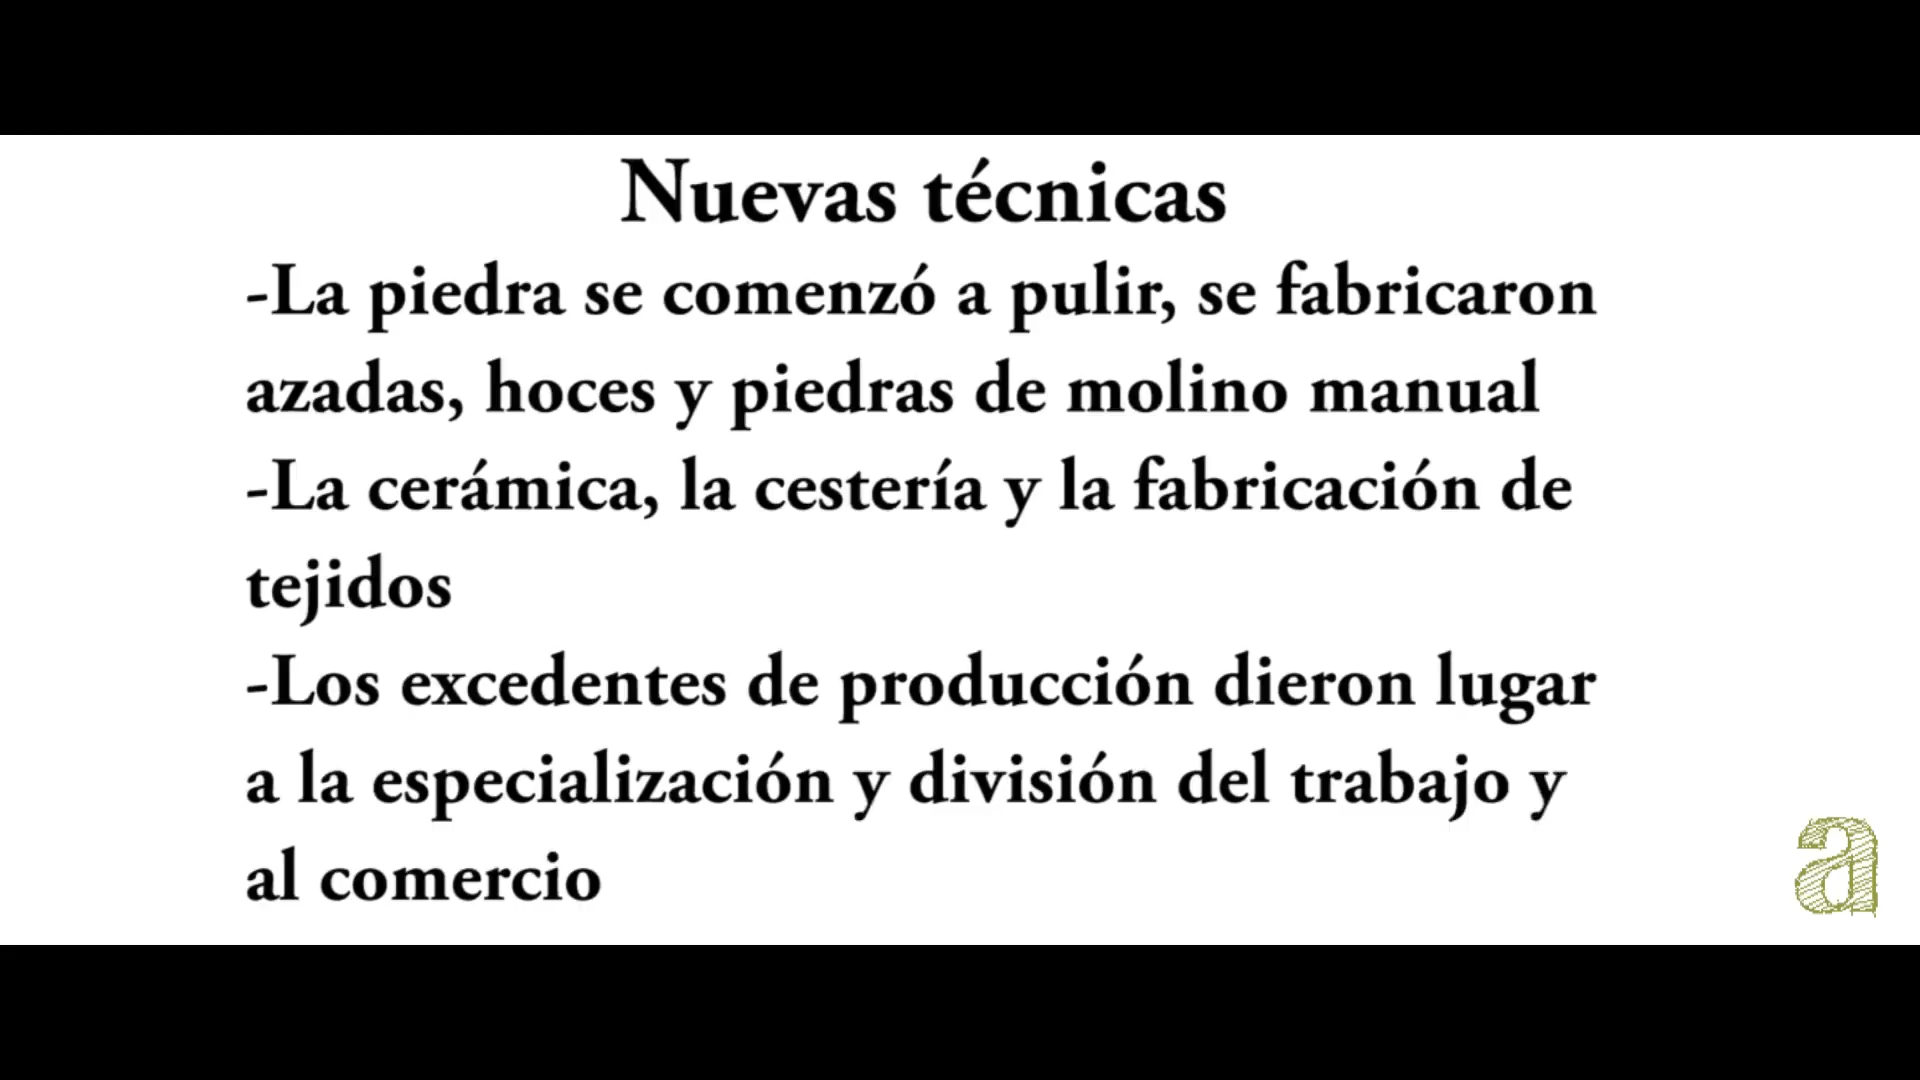 Nuevas técnicas
-La piedra se comenzó a pulir, se fabricaron
azadas, hoces y piedras de molino manual
-La cerámica, la cestería y la fabricación de
tejidos
-Los excedentes de producción dieron lugar
a la especialización y división del trabajo y
al comercio
a